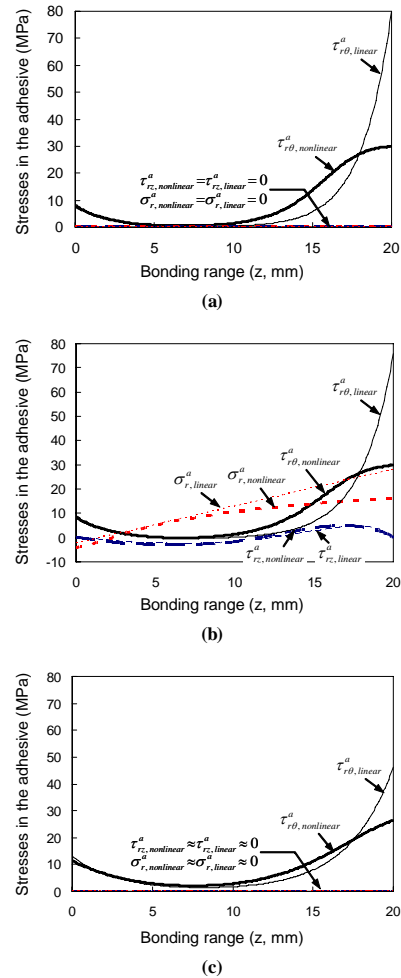 80
70
60
50
40
30
20
10
0
Stresses in the adhesive (MPa)
τ^a_{rθ, linear}
τ^a_{rθ, nonlinear}
τ^a_{rz, nonlinear} = τ^a_{rz, linear} = 0
σ^a_{r, nonlinear} = σ^a_{r, linear} = 0
0 5 10 15 20
Bonding range (z, mm)
(a)
80
70
60
50
40
30
20
10
0
-10
Stresses in the adhesive (MPa)
τ^a_{rθ, linear}
τ^a_{rθ, nonlinear}
σ^a_{r, nonlinear}
σ^a_{r, linear}
τ^a_{rz, nonlinear} τ^a_{rz, linear}
0 5 10 15 20
Bonding range (z, mm)
(b)
80
70
60
50
40
30
20
10
0
Stresses in the adhesive (MPa)
τ^a_{rθ, linear}
τ^a_{rθ, nonlinear}
τ^a_{rz, nonlinear} ≈ τ^a_{rz, linear} ≈ 0
σ^a_{r, nonlinear} ≈ σ^a_{r, linear} ≈ 0
0 5 10 15 20
Bonding range (z, mm)
(c)